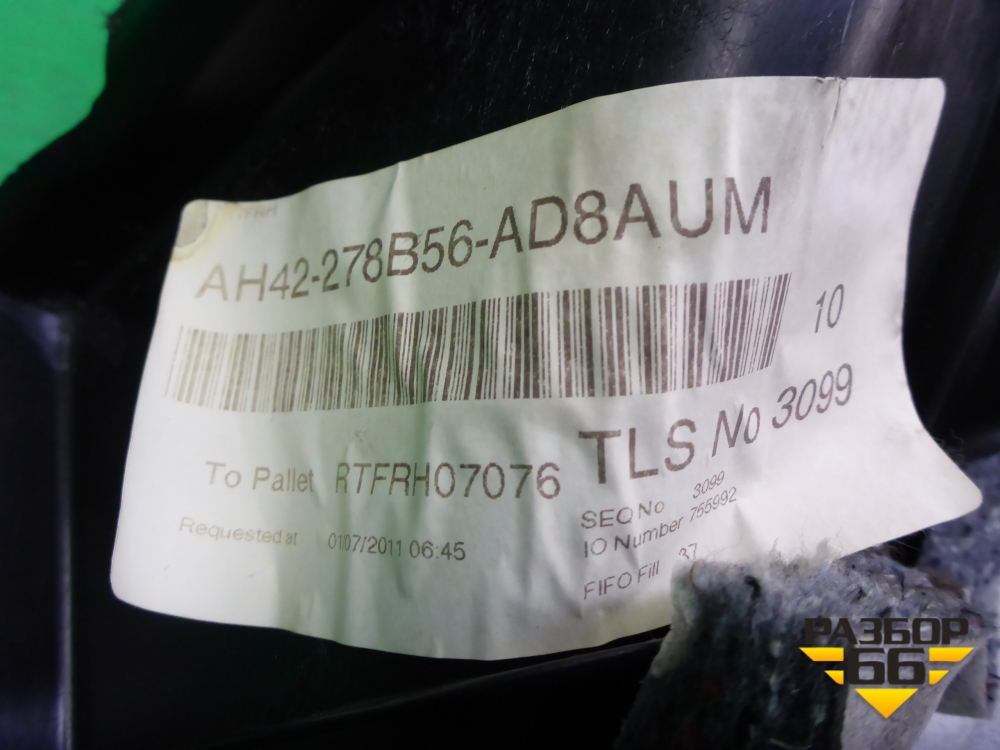 AH42-278B56-AD8AUM
10
TLS No 3099
To Pallet RTFRH07076
SEQ No 3099
Requested at 01/07/2011 06:45
IO Number 755992
FIFO Fill 37
РАЗБОР
66